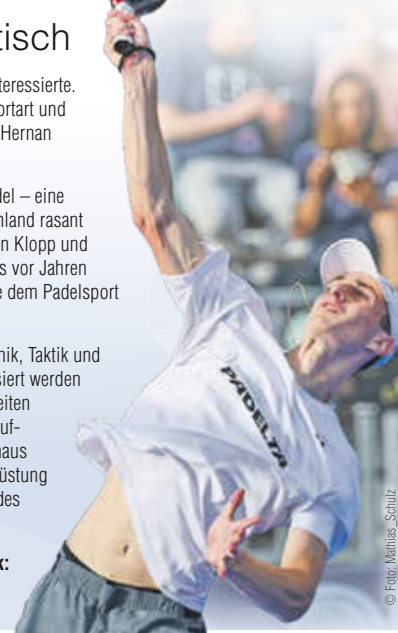 tisch
teressierte.
ortart und
Hernan
del – eine
hland rasant
n Klopp und
s vor Jahren
e dem Padelsport
nik, Taktik und
siert werden
eiten
uf-
haus
üstung
des
k:
PADELTA
© Foto: Mathias_Schulz